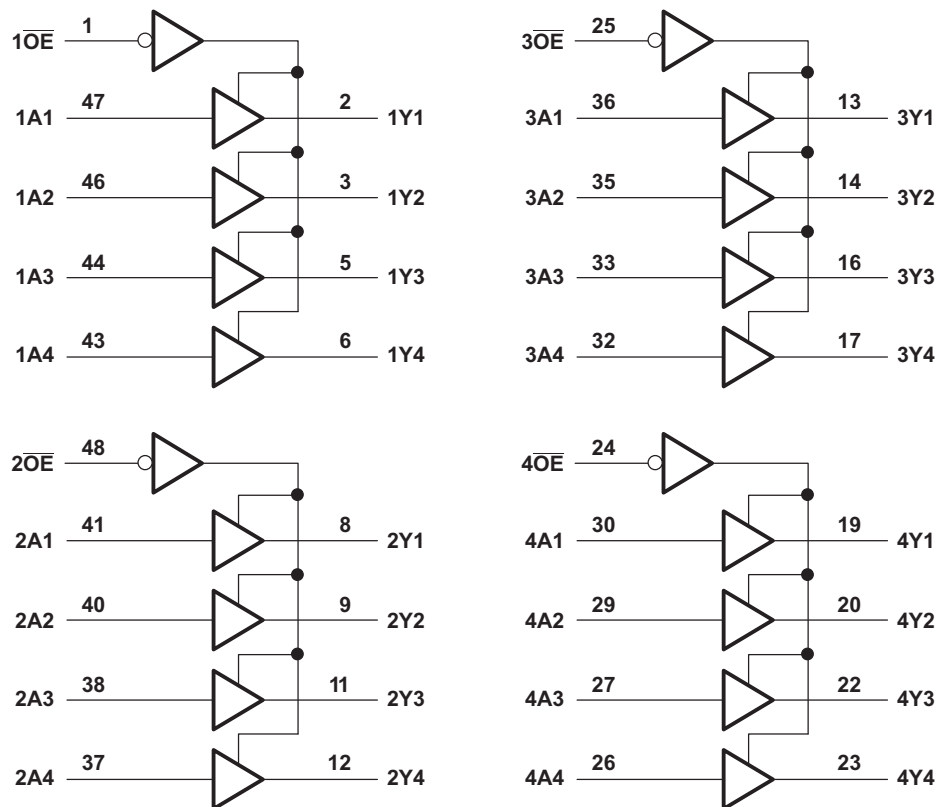 1OE 1
1A1 47 2 1Y1
1A2 46 3 1Y2
1A3 44 5 1Y3
1A4 43 6 1Y4
3OE 25
3A1 36 13 3Y1
3A2 35 14 3Y2
3A3 33 16 3Y3
3A4 32 17 3Y4
2OE 48
2A1 41 8 2Y1
2A2 40 9 2Y2
2A3 38 11 2Y3
2A4 37 12 2Y4
4OE 24
4A1 30 19 4Y1
4A2 29 20 4Y2
4A3 27 22 4Y3
4A4 26 23 4Y4